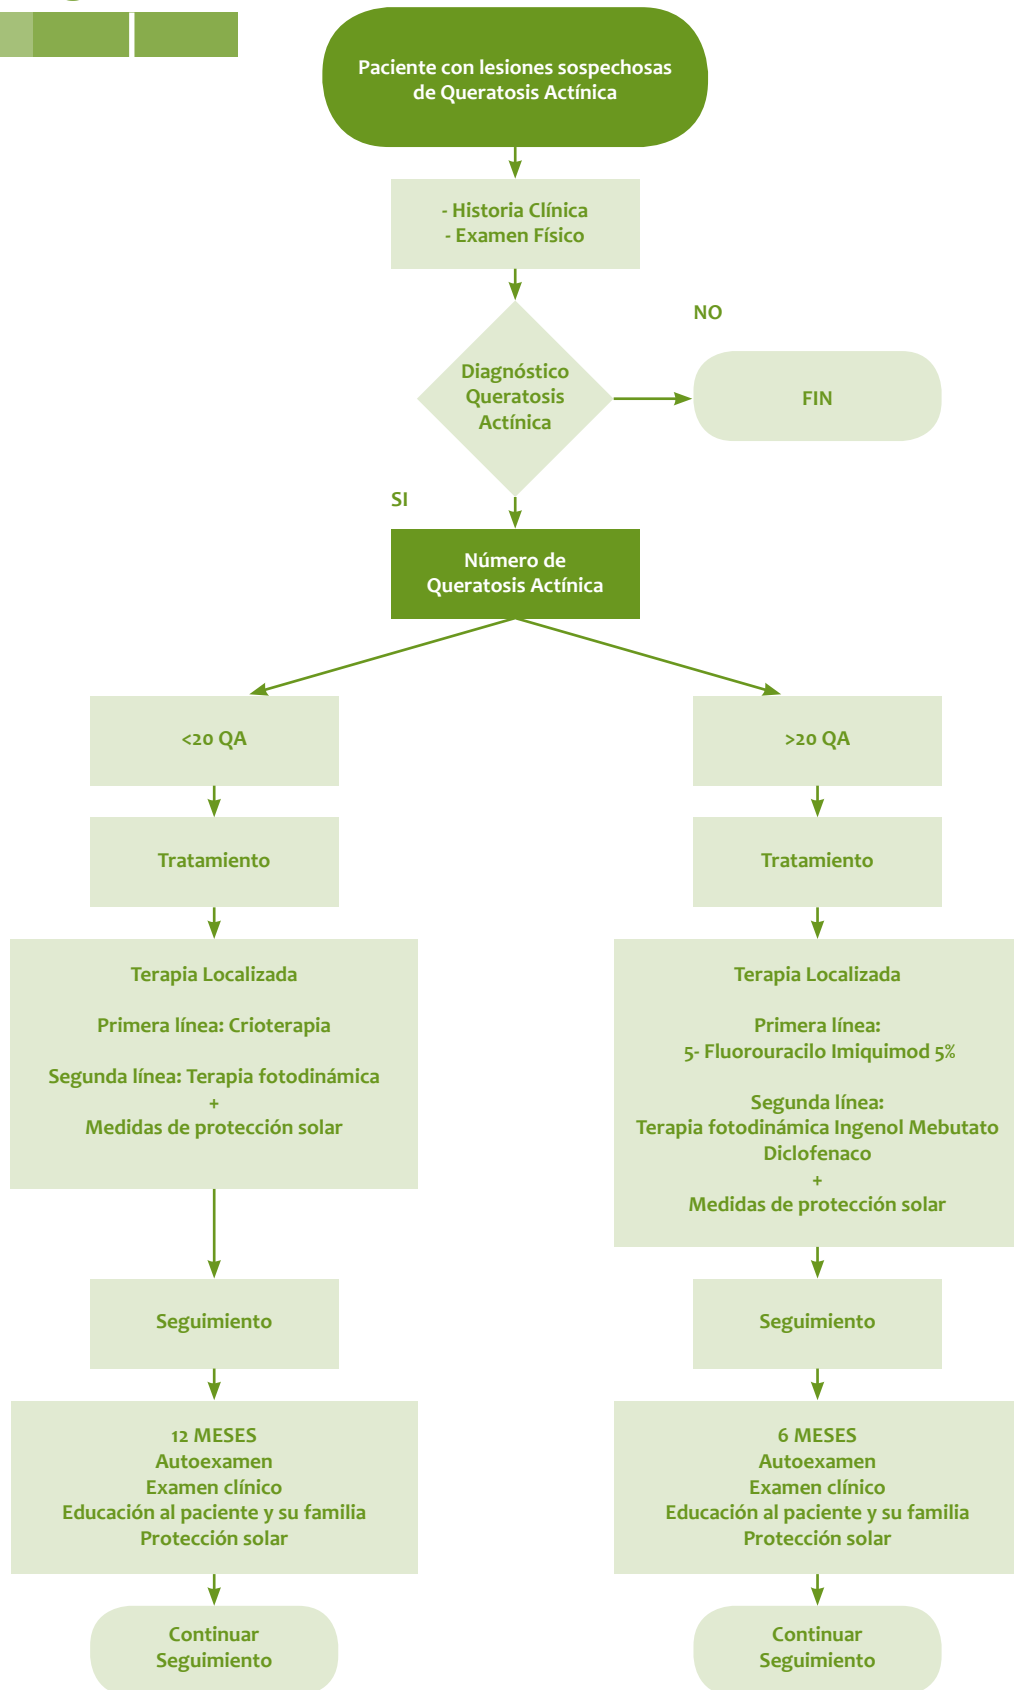 Paciente con lesiones sospechosas
de Queratosis Actínica
- Historia Clínica
- Examen Físico
NO
Diagnóstico
Queratosis
Actínica
FIN
SI
Número de
Queratosis Actínica
<20 QA
>20 QA
Tratamiento
Tratamiento
Terapia Localizada
Primera línea: Crioterapia
Segunda línea: Terapia fotodinámica
+
Medidas de protección solar
Terapia Localizada
Primera línea:
5- Fluorouracilo Imiquimod 5%
Segunda línea:
Terapia fotodinámica Ingenol Mebutato
Diclofenaco
+
Medidas de protección solar
Seguimiento
Seguimiento
12 MESES
Autoexamen
Examen clínico
Educación al paciente y su familia
Protección solar
6 MESES
Autoexamen
Examen clínico
Educación al paciente y su familia
Protección solar
Continuar
Seguimiento
Continuar
Seguimiento